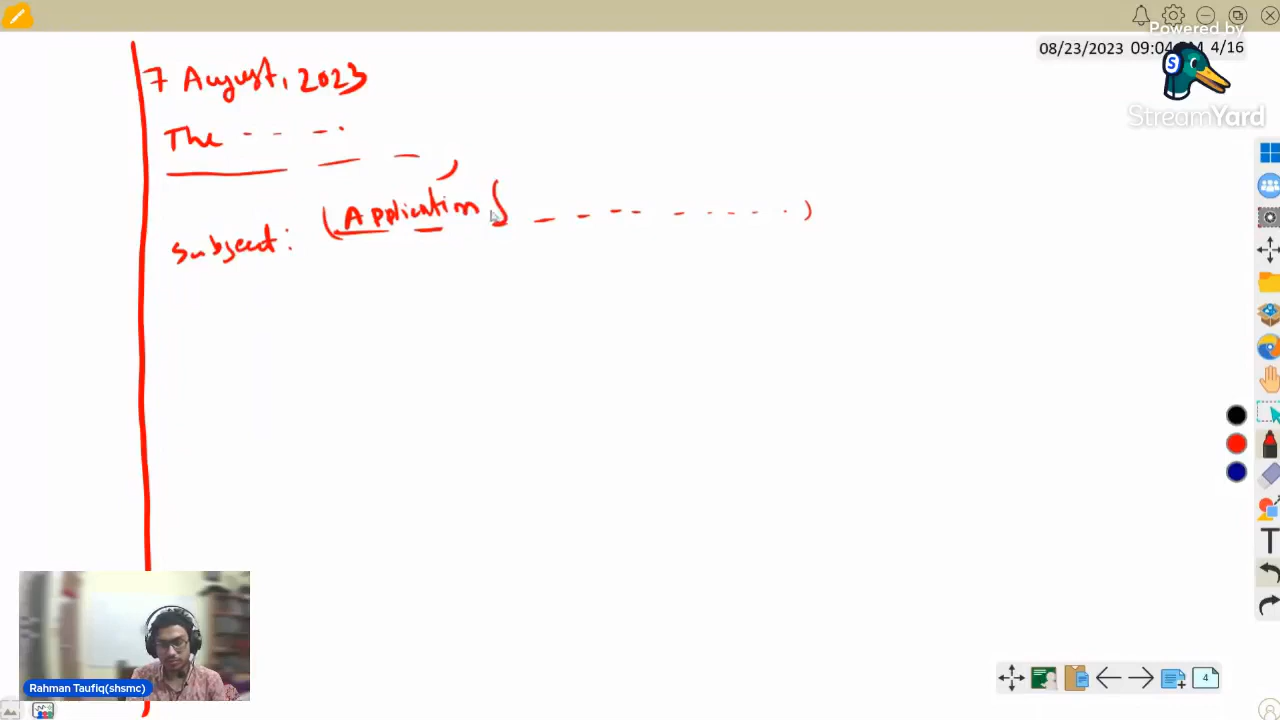 Powered by
08/23/2023 09:04 M 4/16
StreamYard
7 August, 2023
The - - - -
Subject: (Application
Rahman Taufiq(shsmc)
4